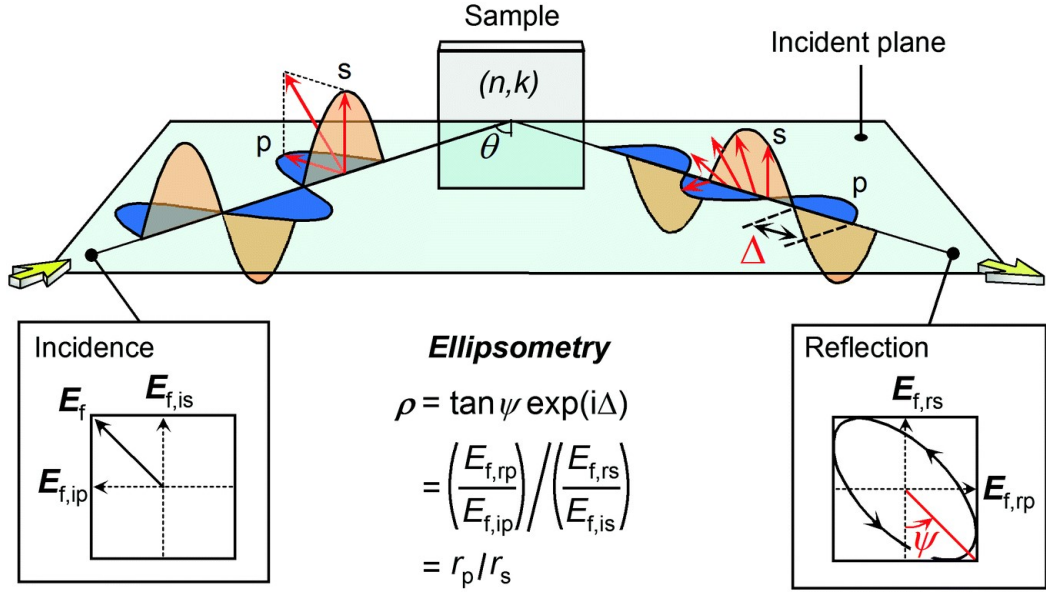 Sample
Incident plane
s
(n,k)
p
θ
s
p
Δ
Incidence
E_f
E_f,is
E_f,ip
Ellipsometry
ρ = tan ψ exp(iΔ)
= (E_f,rp / E_f,ip) / (E_f,rs / E_f,is)
= r_p/r_s
Reflection
E_f,rs
E_f,rp
ψ